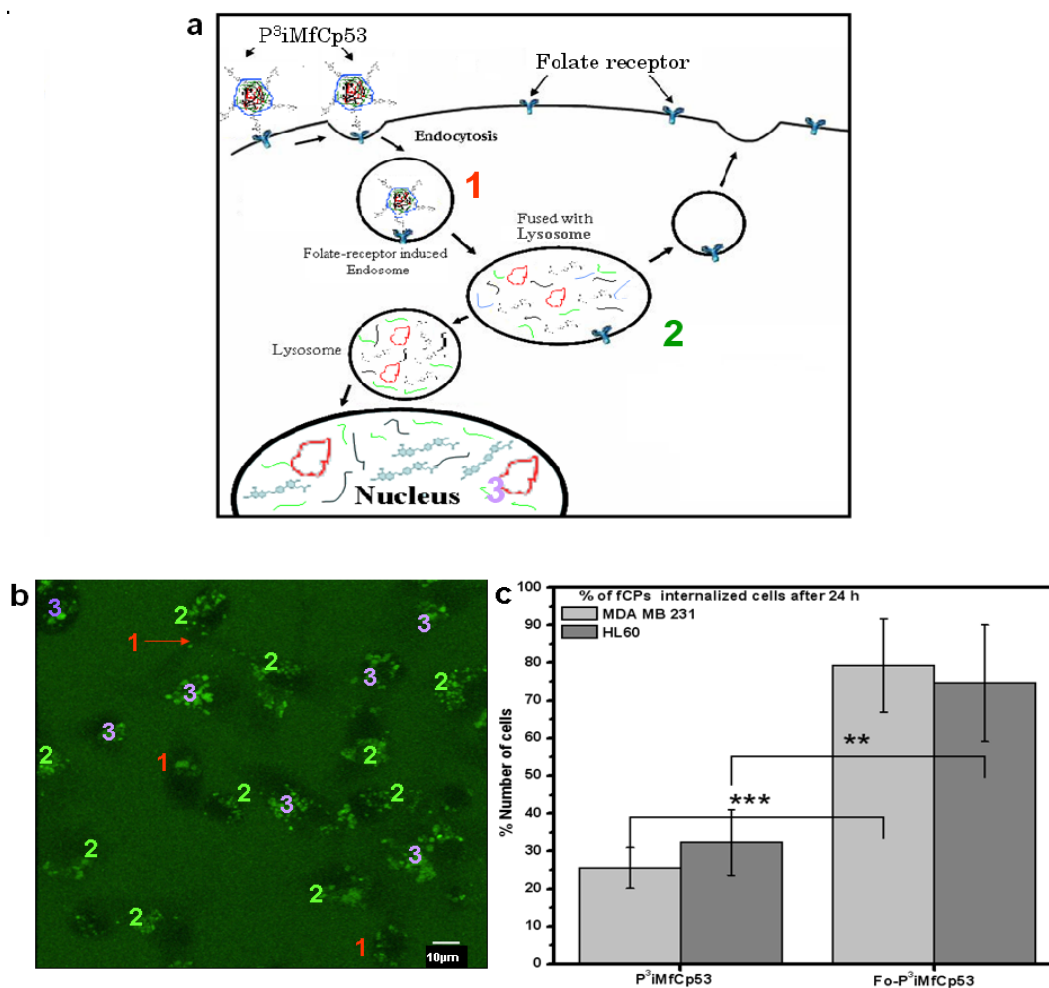 a
P³iMfCp53
Folate receptor
Endocytosis
1
Fused with
Lysosome
Folate-receptor induced
Endosome
2
Lysosome
3
Nucleus
b
3
2
3
1
2
3
2
3
3
2
1
2
2
3
2
2
3
2
2
1
10µm
c
% of fCPs internalized cells after 24 h
MDA MB 231
HL60
% Number of cells
100
90
80
70
60
50
40
30
20
10
0
**
***
P³iMfCp53
Fo-P³iMfCp53